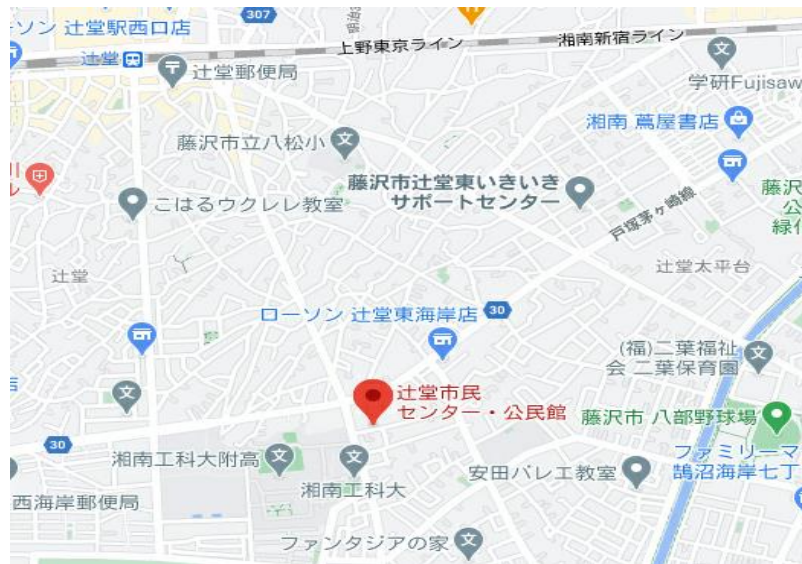 307
ソン 辻堂駅西口店
明治
上野東京ライン
湘南新宿ライン
辻堂
辻堂郵便局
学研Fujisaw
湘南 蔦屋書店
藤沢市立八松小
藤沢市辻堂東いきいき
サポートセンター
藤沢
公
緑
こはるウクレレ教室
戸塚茅ヶ崎線
辻堂
辻堂太平台
ローソン 辻堂東海岸店
30
(福)二葉福祉
会 二葉保育園
辻堂市民
センター・公民館
藤沢市 八部野球場
30
湘南工科大附高
湘南工科大
安田バレエ教室
ファミリーマ
鵠沼海岸七丁
西海岸郵便局
ファンタジアの家